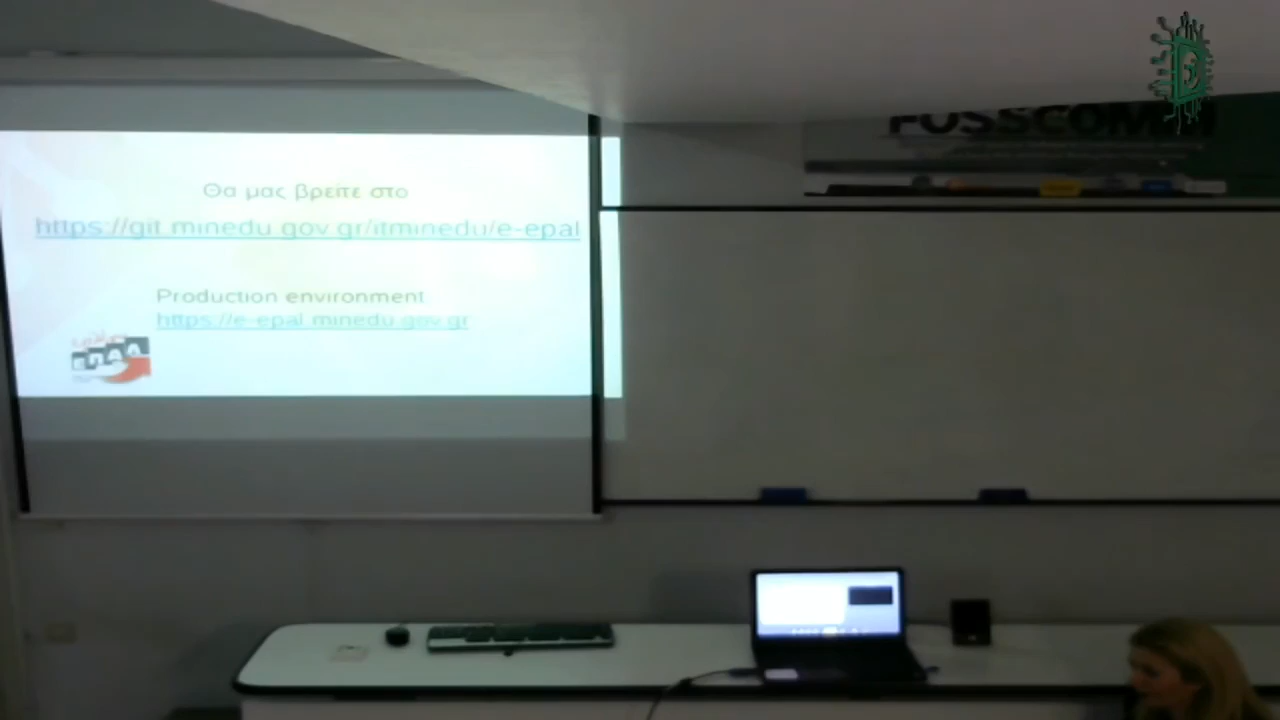 Θα μας βρείτε στο
https://git.minedu.gov.gr/itminedu/e-epal
Production environment
https://e-epal.minedu.gov.gr
ΕΠΑΛ
FOSSCOMM